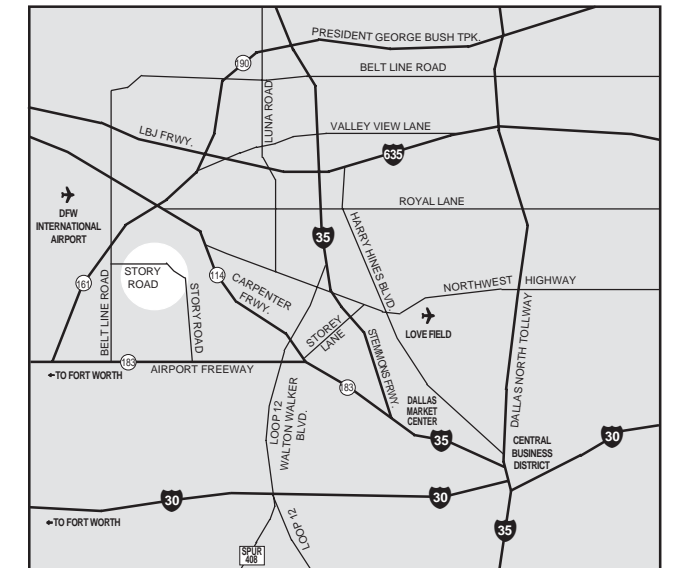 PRESIDENT GEORGE BUSH TPK.
190
BELT LINE ROAD
LUNA ROAD
LBJ FRWY.
VALLEY VIEW LANE
635
DFW
INTERNATIONAL
AIRPORT
ROYAL LANE
35
HARRY HINES BLVD.
161
STORY
ROAD
114
CARPENTER
FRWY.
NORTHWEST HIGHWAY
BELT LINE ROAD
STORY ROAD
STOREY
LANE
STEMMONS FRWY.
LOVE FIELD
DALLAS NORTH TOLLWAY
183
TO FORT WORTH
AIRPORT FREEWAY
183
LOOP 12
WALTON WALKER
BLVD.
DALLAS
MARKET
CENTER
35
CENTRAL
BUSINESS
DISTRICT
30
30
30
TO FORT WORTH
LOOP 12
35
SPUR
408